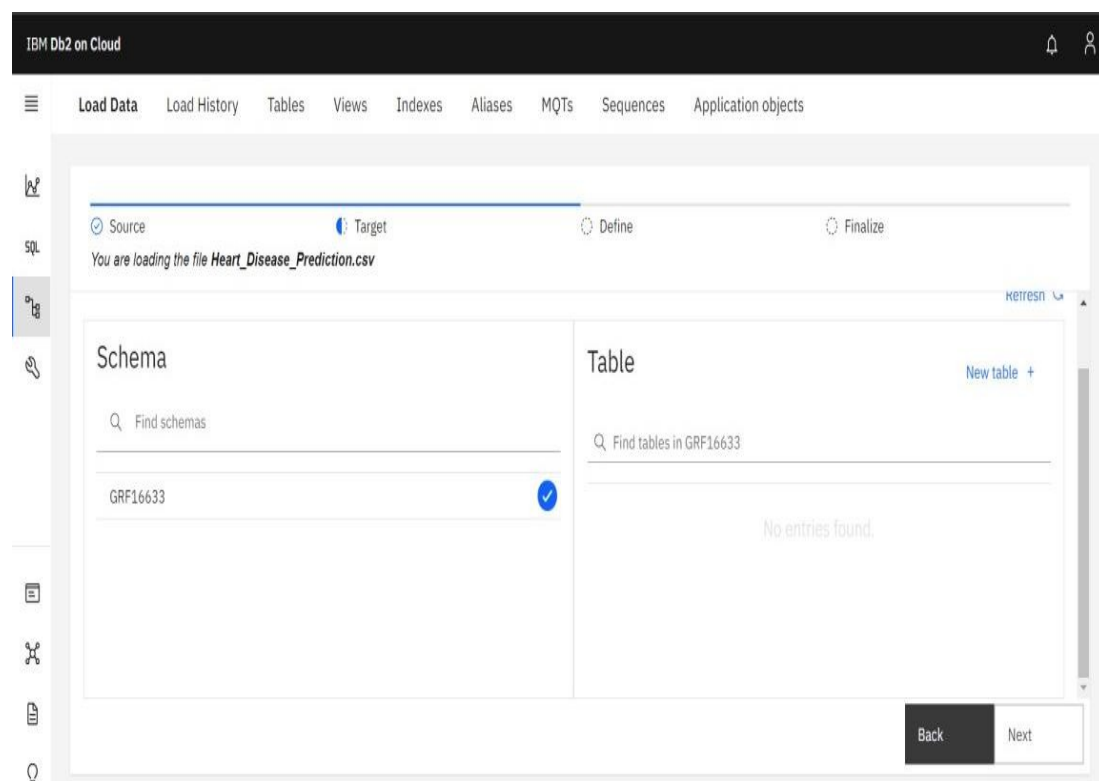 IBM Db2 on Cloud
Load Data Load History Tables Views Indexes Aliases MQTs Sequences Application objects
Source Target Define Finalize
You are loading the file Heart_Disease_Prediction.csv
SQL
Refresh
Schema
Find schemas
GRF16633
Table
New table +
Find tables in GRF16633
No entries found.
Back Next